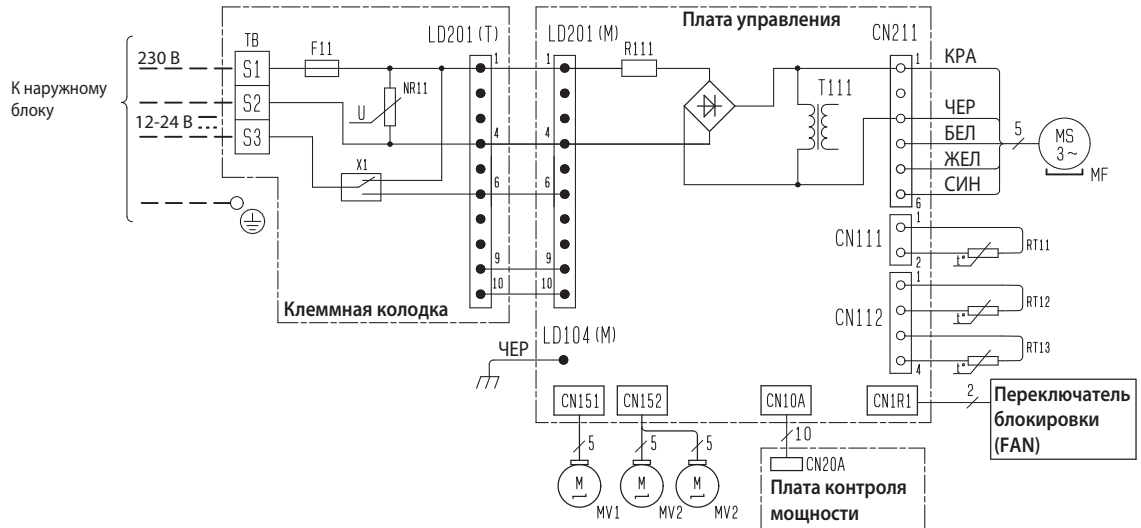 Плата управления
TB
F11
LD201 (T)
LD201 (M)
R111
CN211
230 В
S1
1
1
1
КРА
К наружному
блоку
S2
U
NR11
T111
ЧЕР
12-24 В
S3
4
4
БЕЛ
5
MS
3~
MF
ЖЕЛ
X1
6
6
СИН
6
CN111
1
2
t°
RT11
9
9
10
10
Клеммная колодка
CN112
1
t°
RT12
LD104 (M)
ЧЕР
4
t°
RT13
CN151
CN152
CN10A
CN1R1
2
Переключатель
блокировки
(FAN)
5
5
5
10
M
MV1
M
MV2
M
MV2
CN20A
Плата контроля
мощности